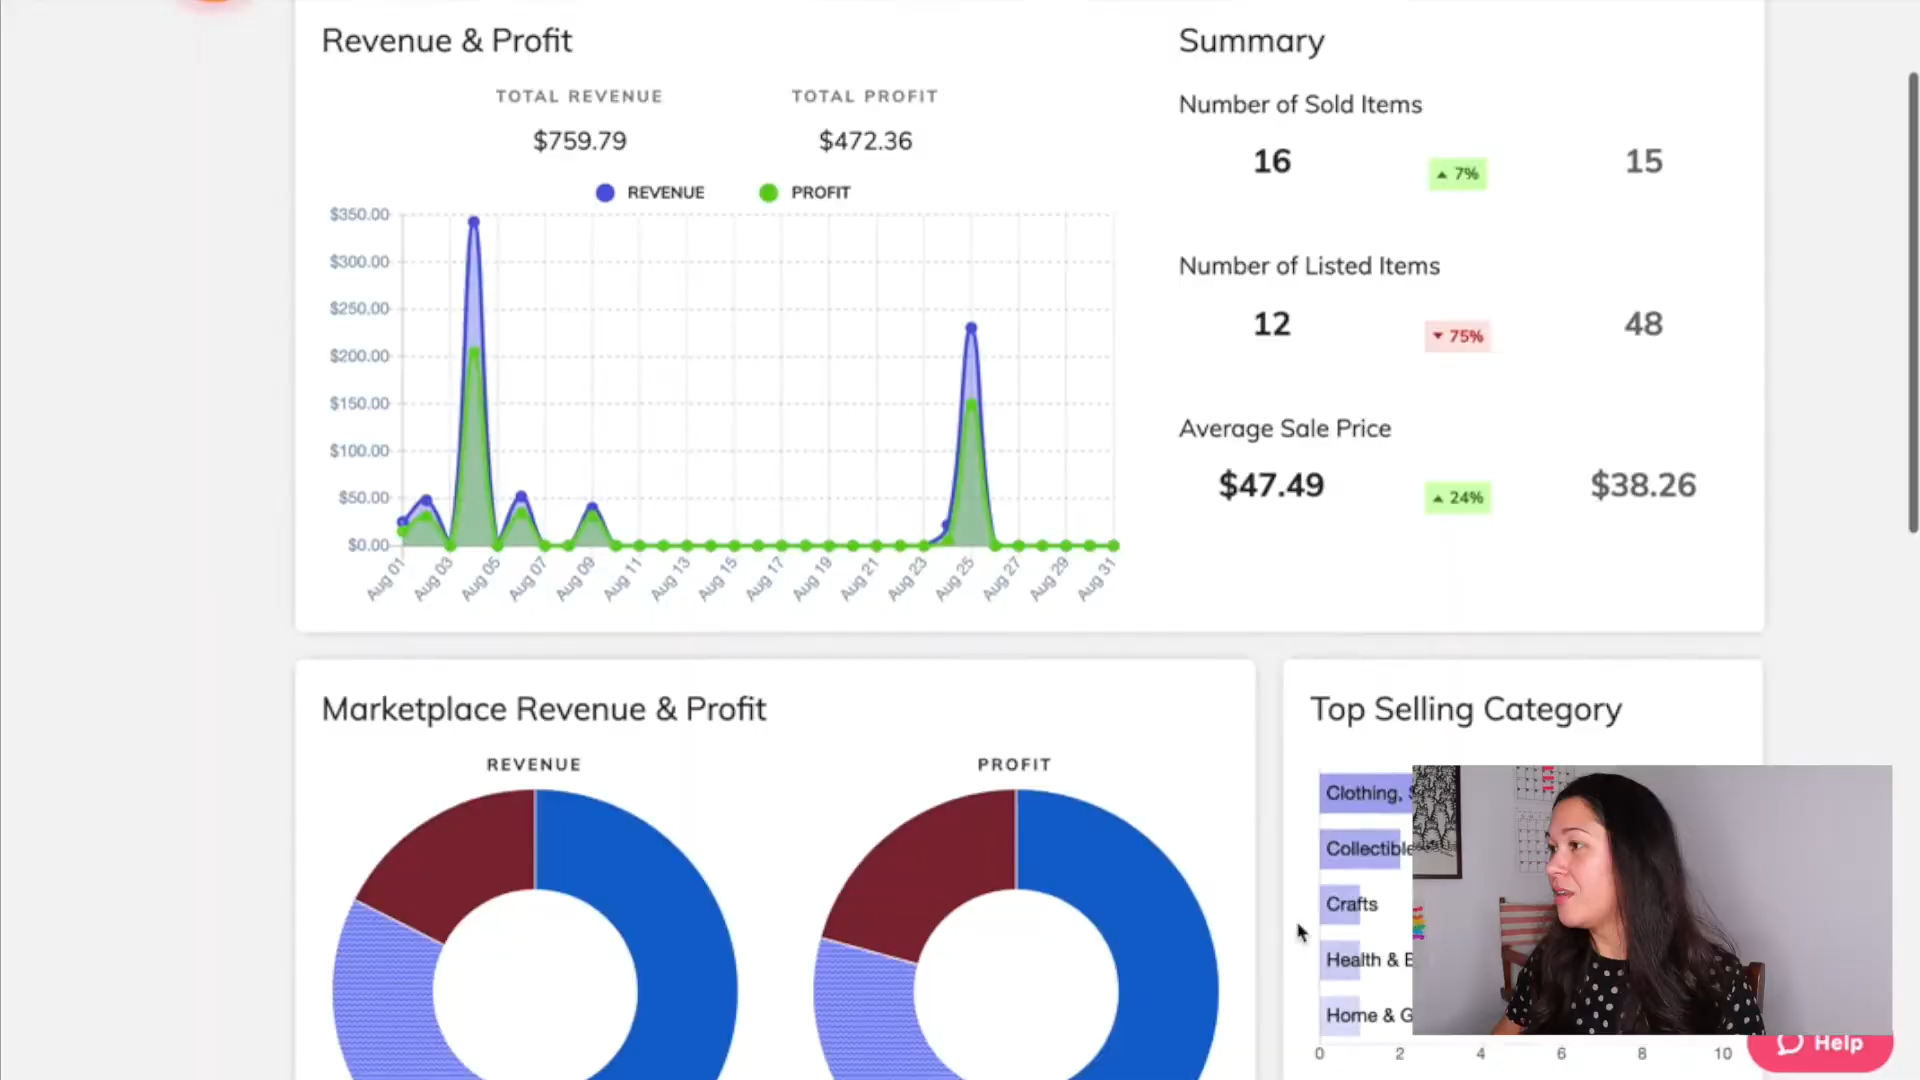 Revenue & Profit
TOTAL REVENUE
TOTAL PROFIT
$759.79
$472.36
REVENUE
PROFIT
$350.00
$300.00
$250.00
$200.00
$150.00
$100.00
$50.00
$0.00
Aug 01
Aug 03
Aug 05
Aug 07
Aug 09
Aug 11
Aug 13
Aug 15
Aug 17
Aug 19
Aug 21
Aug 23
Aug 25
Aug 27
Aug 29
Aug 31
Summary
Number of Sold Items
16
7%
15
Number of Listed Items
12
75%
48
Average Sale Price
$47.49
24%
$38.26
Marketplace Revenue & Profit
REVENUE
PROFIT
Top Selling Category
Clothing,
Collectible
Crafts
Health &
Home &
0 2 4 6 8 10
Help